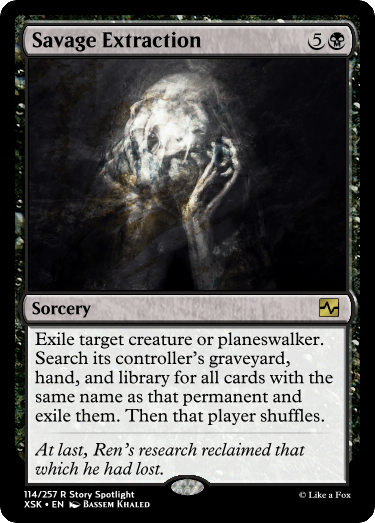 Savage Extraction 5
Sorcery
Exile target creature or planeswalker.
Search its controller's graveyard,
hand, and library for all cards with the
same name as that permanent and
exile them. Then that player shuffles.
At last, Ren's research reclaimed that
which he had lost.
114/257 R Story Spotlight
XSK • EN Bassem Khaled
© Like a Fox